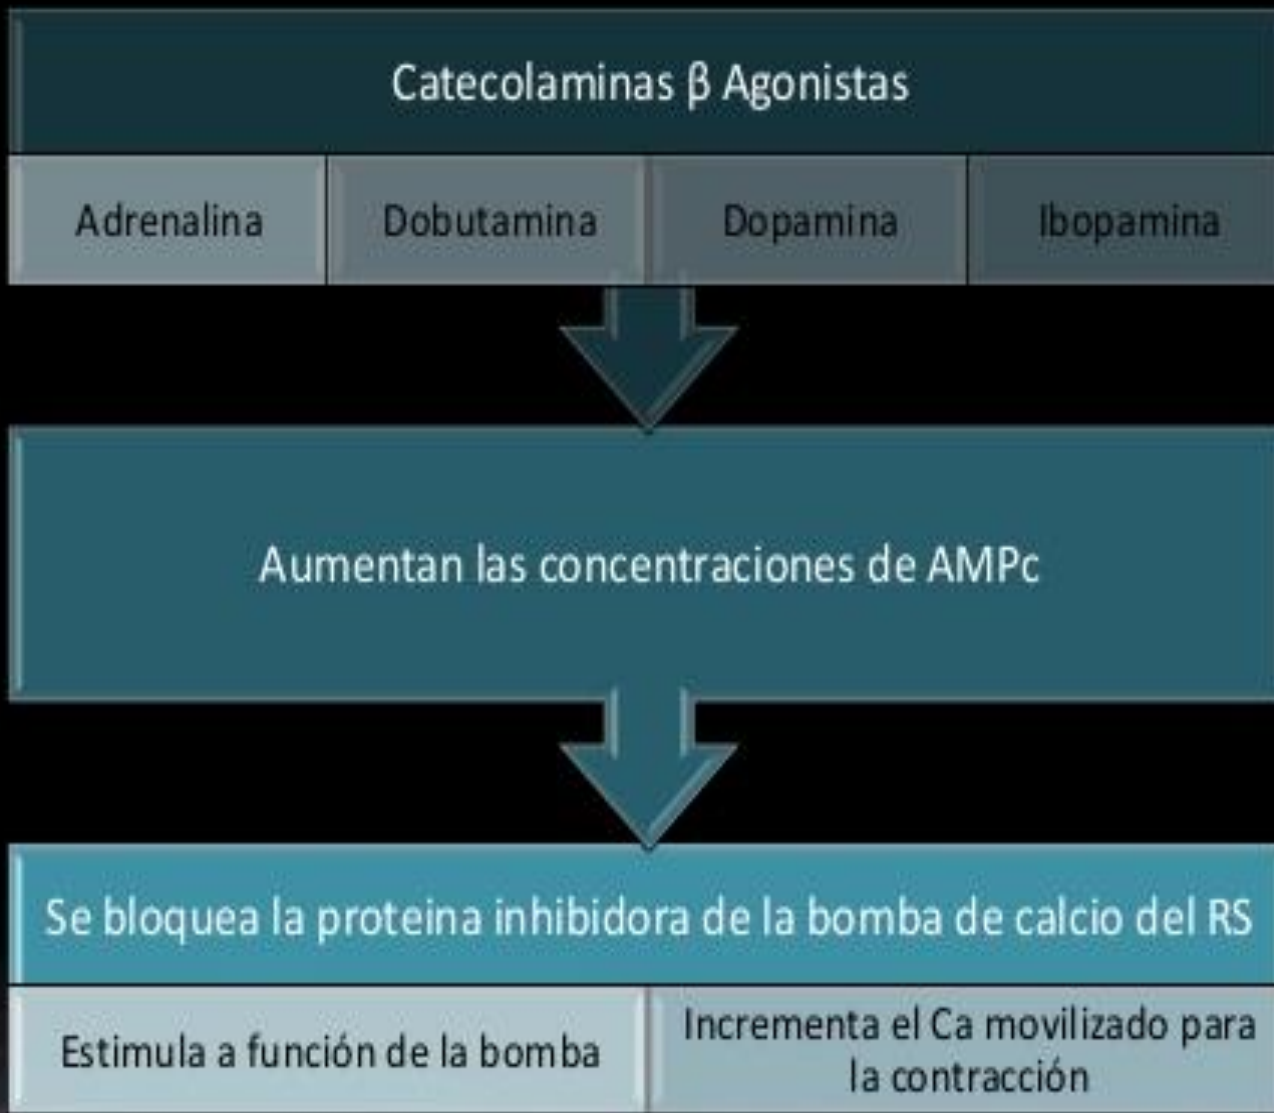 Catecolaminas β Agonistas
Adrenalina
Dobutamina
Dopamina
Ibopamina
Aumentan las concentraciones de AMPc
Se bloquea la proteina inhibidora de la bomba de calcio del RS
Estimula a función de la bomba
Incrementa el Ca movilizado para
la contracción